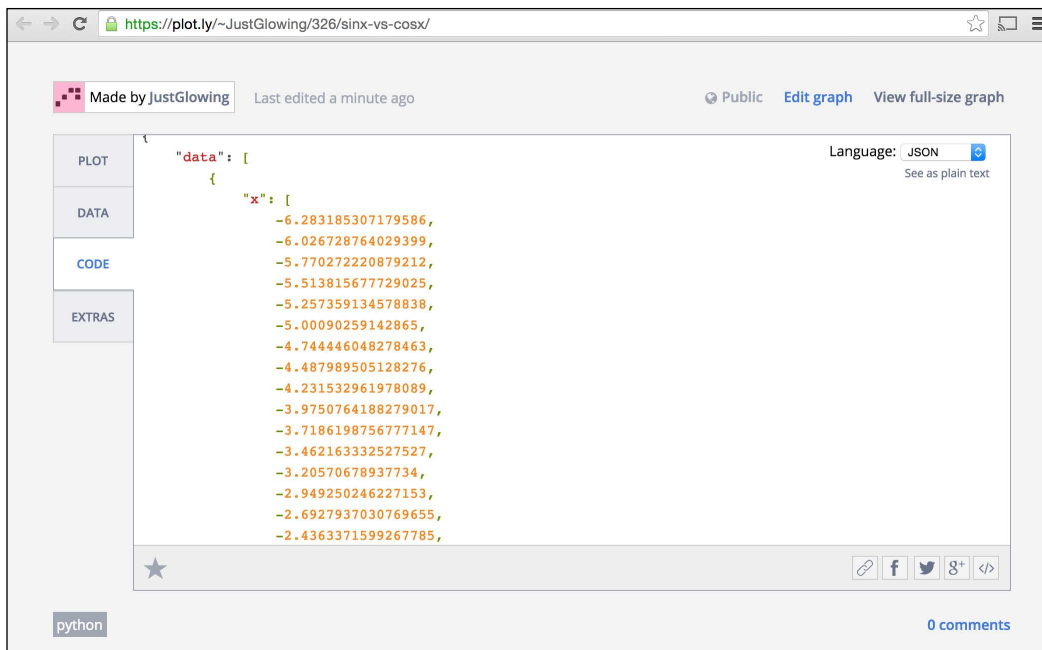 https://plot.ly/~JustGlowing/326/sinx-vs-cosx/
Made by JustGlowing Last edited a minute ago Public Edit graph View full-size graph
PLOT
DATA
CODE
EXTRAS
Language: JSON
See as plain text
{
"data": [
{
"x": [
-6.283185307179586,
-6.026728764029399,
-5.770272220879212,
-5.513815677729025,
-5.257359134578838,
-5.00090259142865,
-4.744446048278463,
-4.487989505128276,
-4.231532961978089,
-3.9750764188279017,
-3.7186198756777147,
-3.462163332527527,
-3.20570678937734,
-2.949250246227153,
-2.6927937030769655,
-2.4363371599267785,
f 8+ </>
python
0 comments